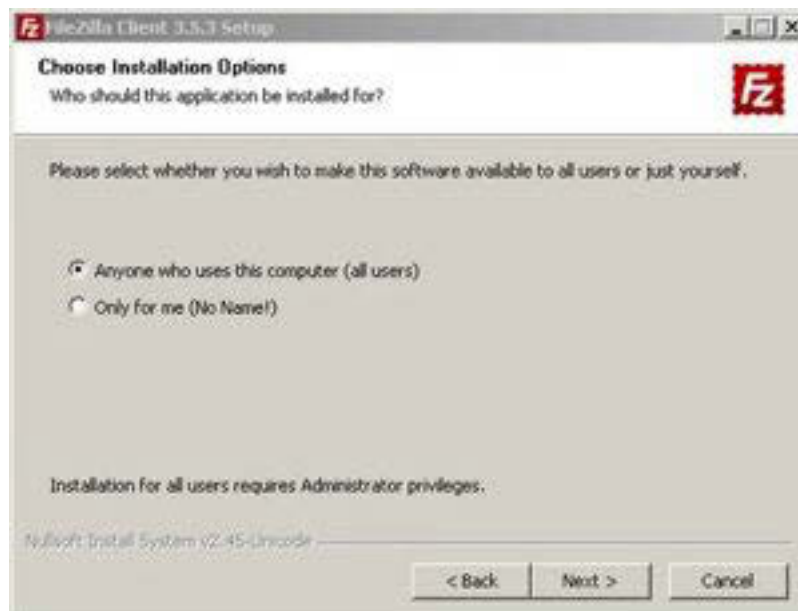 Fz FileZilla Client 3.5.3 Setup
Choose Installation Options
Who should this application be installed for?
Fz
Please select whether you wish to make this software available to all users or just yourself.
Anyone who uses this computer (all users)
Only for me (No Name!)
Installation for all users requires Administrator privileges.
Nullsoft Install System v2.45-Unicode
< Back
Next >
Cancel